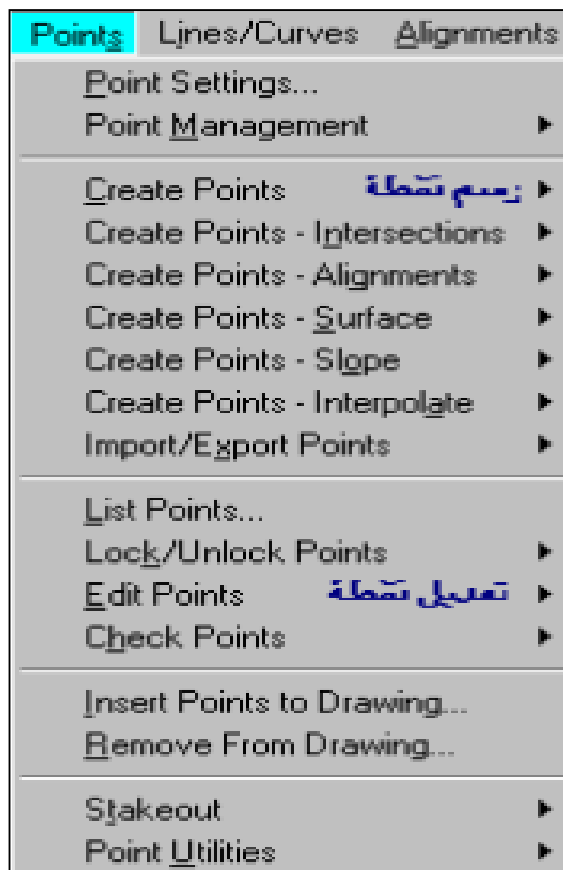 Points Lines/Curves Alignments
Point Settings...
Point Management
Create Points رسم نقطة
Create Points - Intersections
Create Points - Alignments
Create Points - Surface
Create Points - Slope
Create Points - Interpolate
Import/Export Points
List Points...
Lock/Unlock Points
Edit Points تعديل نقطة
Check Points
Insert Points to Drawing...
Remove From Drawing...
Stakeout
Point Utilities